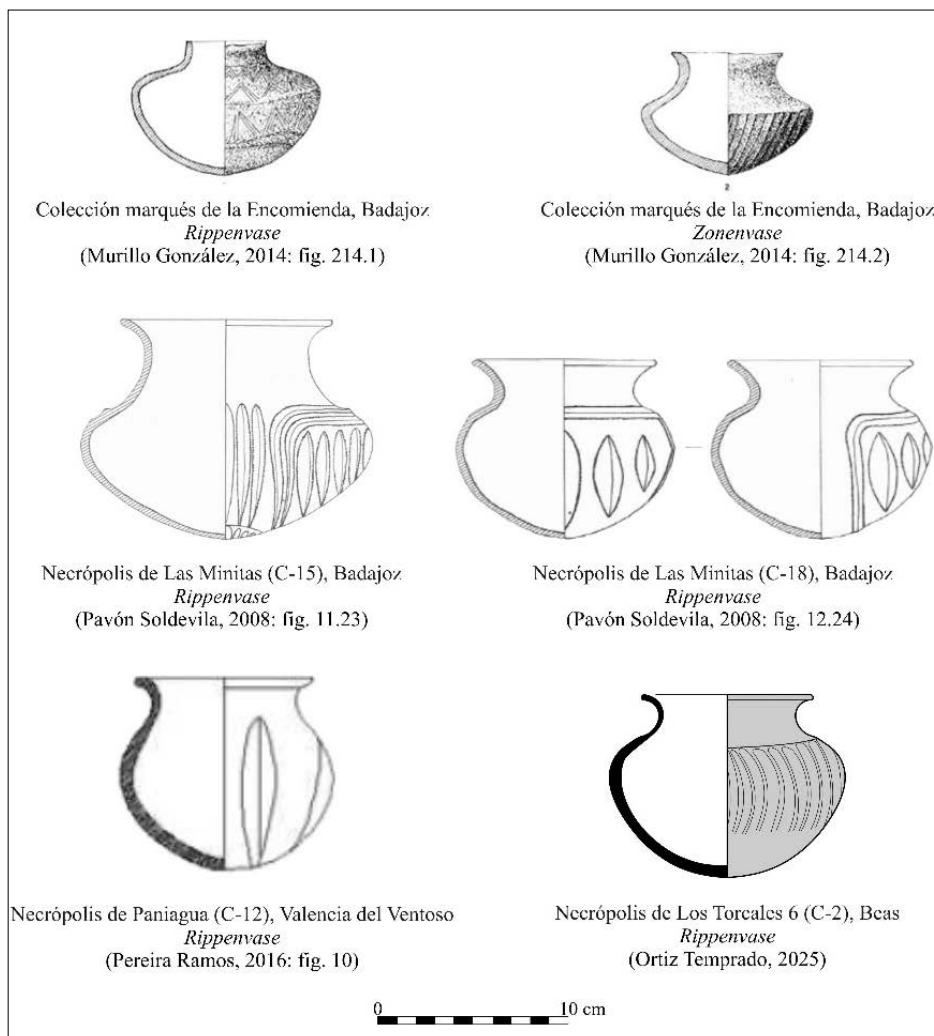 Colección marqués de la Encomienda, Badajoz
Rippenvase
(Murillo González, 2014: fig. 214.1)
2
Colección marqués de la Encomienda, Badajoz
Zonenvase
(Murillo González, 2014: fig. 214.2)
Necrópolis de Las Minitas (C-15), Badajoz
Rippenvase
(Pavón Soldevila, 2008: fig. 11.23)
Necrópolis de Las Minitas (C-18), Badajoz
Rippenvase
(Pavón Soldevila, 2008: fig. 12.24)
Necrópolis de Paniagua (C-12), Valencia del Ventoso
Rippenvase
(Pereira Ramos, 2016: fig. 10)
Necrópolis de Los Torcales 6 (C-2), Beas
Rippenvase
(Ortiz Temprado, 2025)
0 10 cm